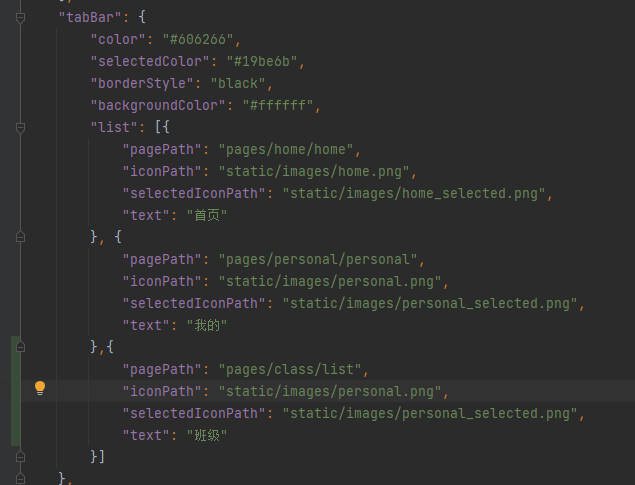 "tabBar": {
"color": "#606266",
"selectedColor": "#19be6b",
"borderStyle": "black",
"backgroundColor": "#ffffff",
"list": [{
"pagePath": "pages/home/home",
"iconPath": "static/images/home.png",
"selectedIconPath": "static/images/home_selected.png",
"text": "首页"
}, {
"pagePath": "pages/personal/personal",
"iconPath": "static/images/personal.png",
"selectedIconPath": "static/images/personal_selected.png",
"text": "我的"
},{
"pagePath": "pages/class/list",
"iconPath": "static/images/personal.png",
"selectedIconPath": "static/images/personal_selected.png",
"text": "班级"
}]
},